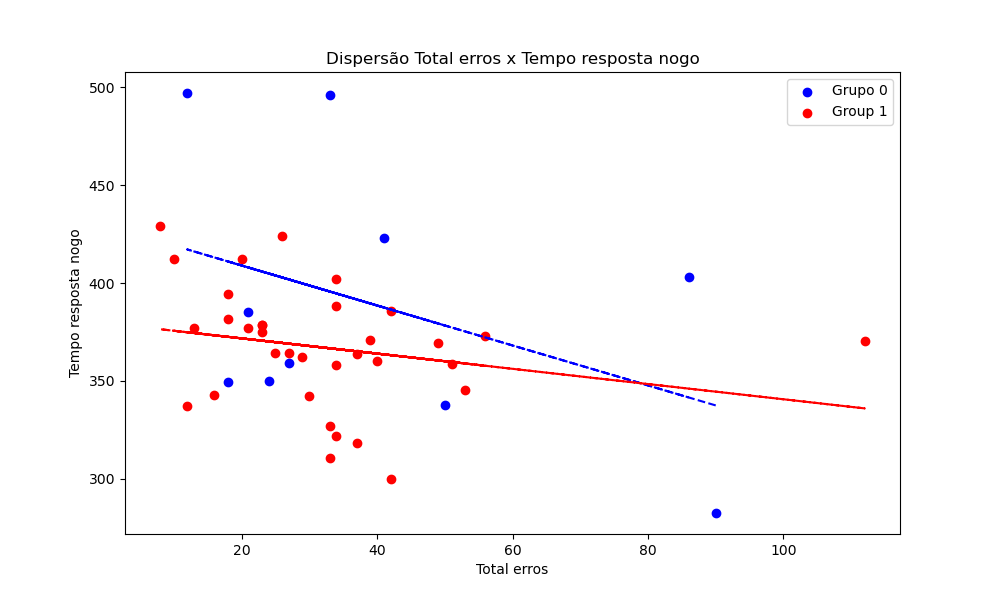 Dispersão Total erros x Tempo resposta nogo
Grupo 0
Group 1
Tempo resposta nogo
500
450
400
350
300
20 40 60 80 100
Total erros